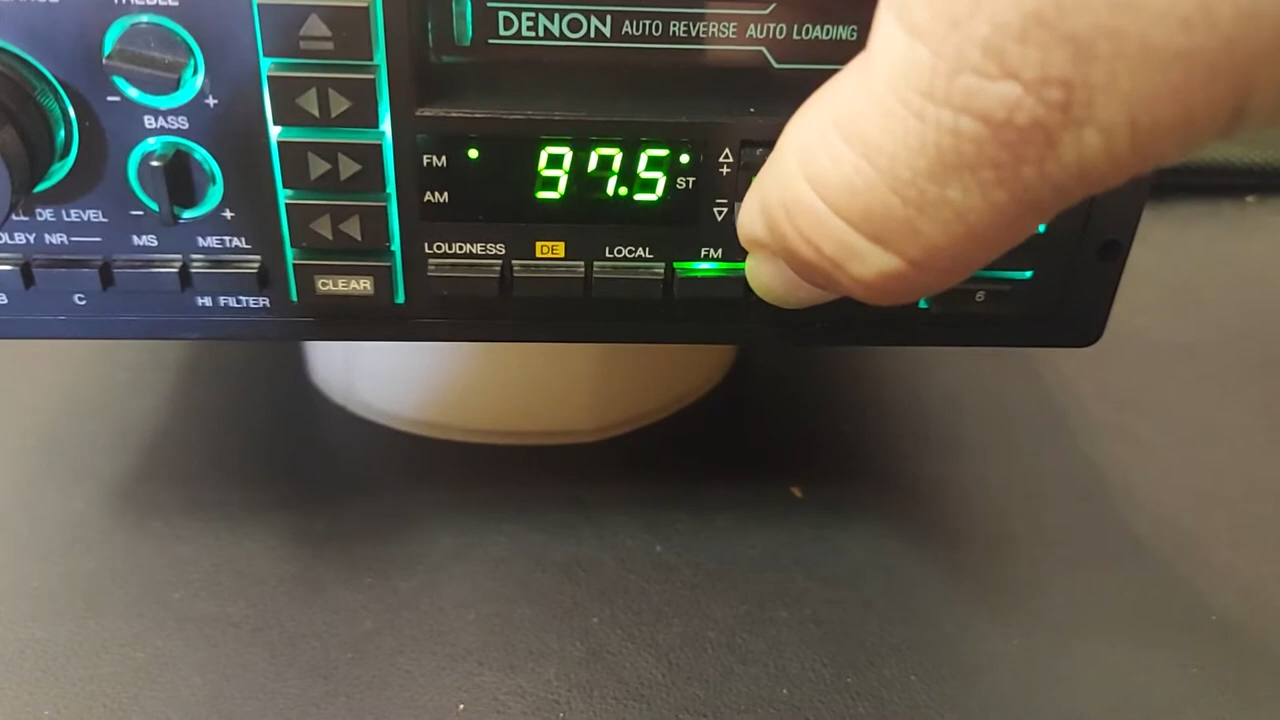 DENON AUTO REVERSE AUTO LOADING
TREBLE
- +
BASS
- +
FM
97.5
ST
+
-
AM
DE LEVEL
NR
MS
METAL
C
HI FILTER
CLEAR
LOUDNESS
DE
LOCAL
FM
6